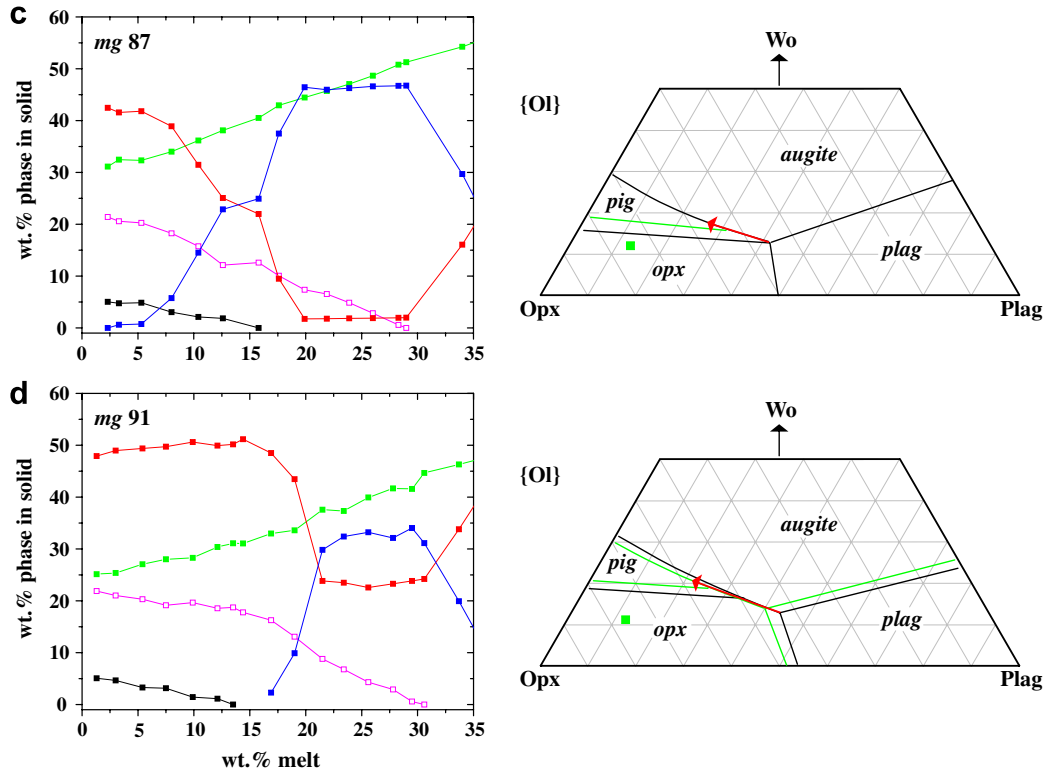 c
mg 87
wt.% phase in solid
60
50
40
30
20
10
0
0 5 10 15 20 25 30 35
Wo
{Ol}
augite
pig
opx
plag
Opx
Plag
d
mg 91
wt.% phase in solid
60
50
40
30
20
10
0
0 5 10 15 20 25 30 35
wt.% melt
Wo
{Ol}
augite
pig
opx
plag
Opx
Plag